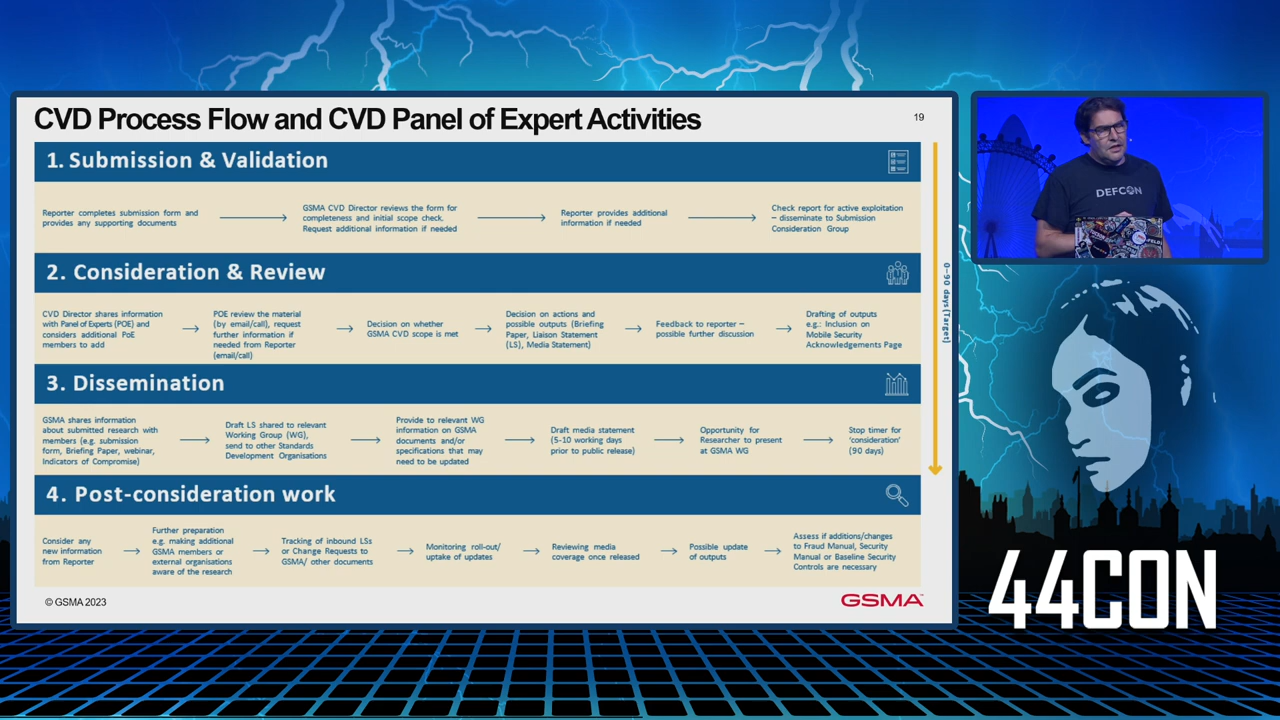 CVD Process Flow and CVD Panel of Expert Activities
19
1. Submission & Validation
Reporter completes submission form and
provides any supporting documents
GSMA CVD Director reviews the form for
completeness and initial scope check.
Request additional information if needed
Reporter provides additional
information if needed
Check report for active exploitation
– disseminate to Submission
Consideration Group
2. Consideration & Review
CVD Director shares information
with Panel of Experts (POE) and
considers additional PoE
members to add
POE review the material
(by email/call), request
further information if
needed from Reporter
(email/call)
Decision on whether
GSMA CVD scope is met
Decision on actions and
possible outputs (Briefing
Paper, Liaison Statement
(LS), Media Statement)
Feedback to reporter –
possible further discussion
Drafting of outputs
e.g.: Inclusion on
Mobile Security
Acknowledgements Page
3. Dissemination
GSMA shares information
about submitted research with
members (e.g. submission
form, Briefing Paper, webinar,
Indicators of Compromise)
Draft LS shared to relevant
Working Group (WG),
send to other Standards
Development Organisations
Provide to relevant WG
information on GSMA
documents and/or
specifications that may
need to be updated
Draft media statement
(5-10 working days
prior to public release)
Opportunity for
Researcher to present
at GSMA WG
Stop timer for
'consideration'
(90 days)
4. Post-consideration work
Consider any
new information
from Reporter
Further preparation
e.g. making additional
GSMA members or
external organisations
aware of the research
Tracking of inbound LSs
or Change Requests to
GSMA/ other documents
Monitoring roll-out/
uptake of updates
Reviewing media
coverage once released
Possible update
of outputs
Assess if additions/changes
to Fraud Manual, Security
Manual or Baseline Security
Controls are necessary
0-90 days(Target)
© GSMA 2023
GSMA™
DEFCON
44CON